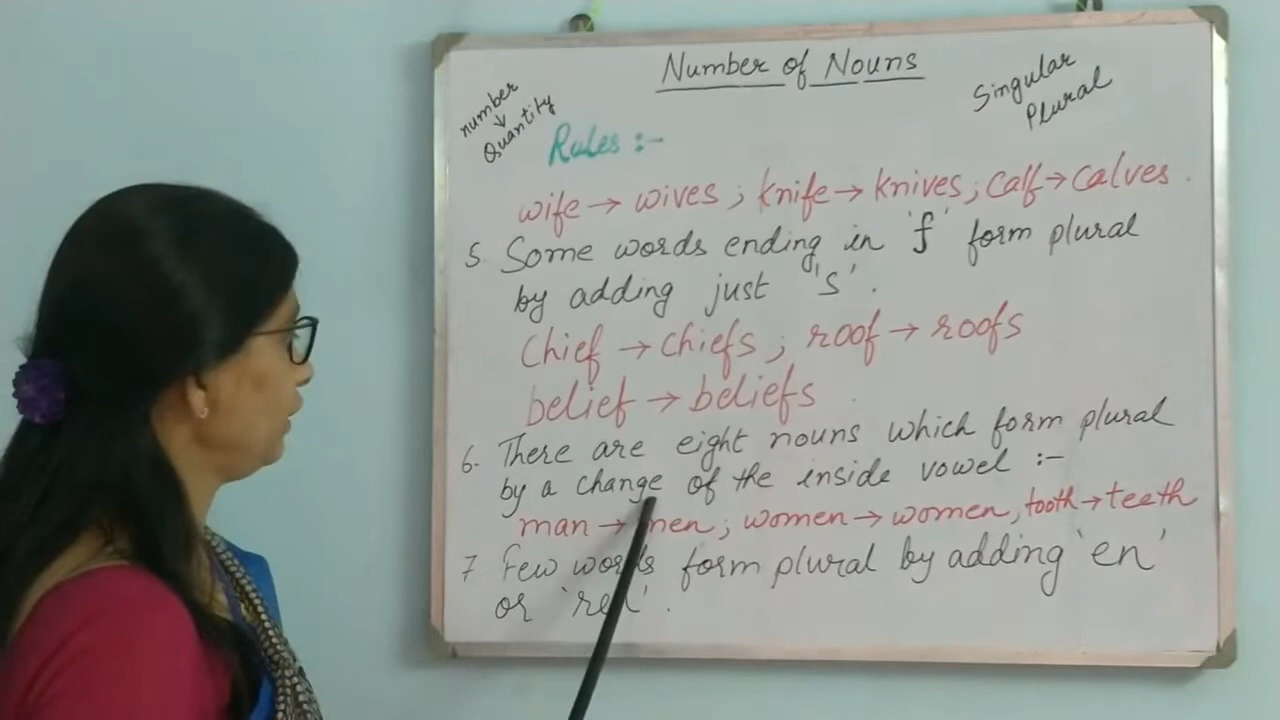 Number of Nouns
number
↓
Quantity
Singular
Plural
Rules :-
wife → wives ; knife → knives ; calf → calves .
5. Some words ending in 'f' form plural
by adding just 's'.
Chief → chiefs ; roof → roofs
belief → beliefs .
6. There are eight nouns which form plural
by a change of the inside vowel :-
man → men ; women → women, tooth → teeth
7 Few words form plural by adding 'en'
or 'ren'.